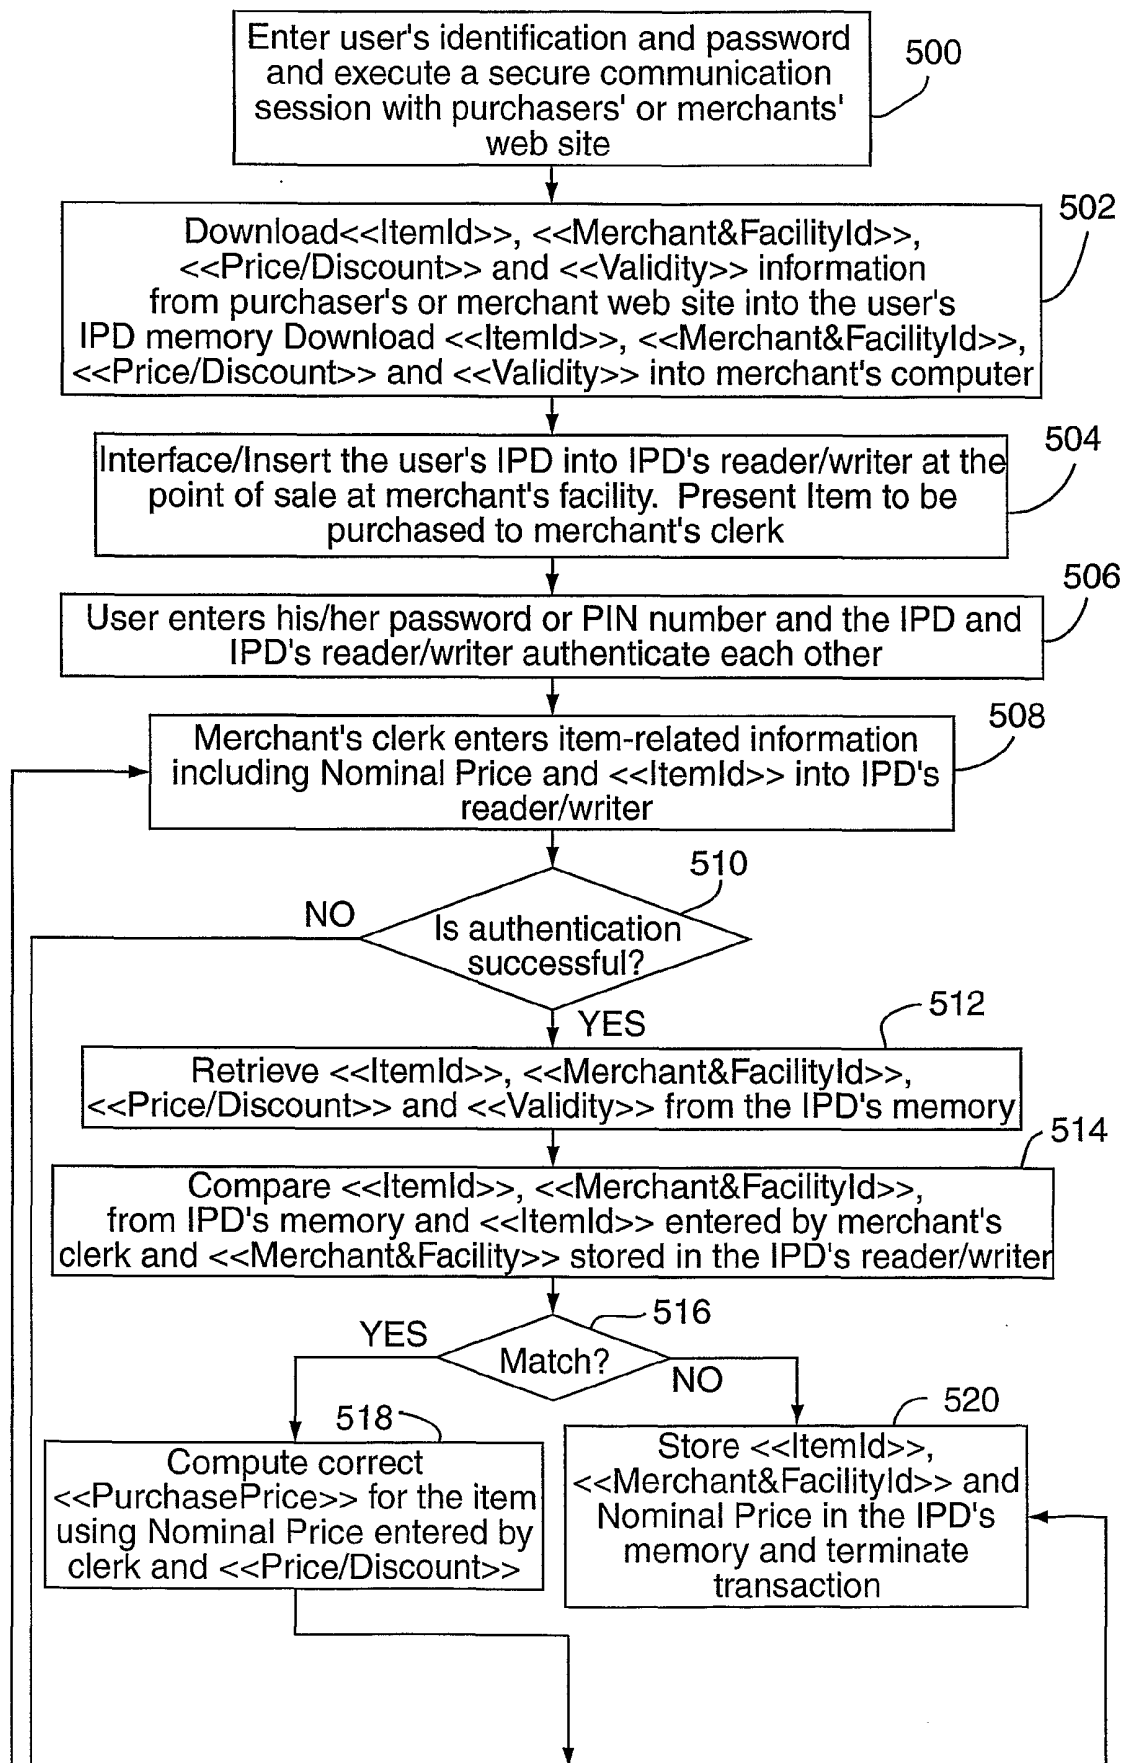 Enter user's identification and password
and execute a secure communication
session with purchasers' or merchants'
web site
500
Download<<ItemId>>, <<Merchant&FacilityId>>,
<<Price/Discount>> and <<Validity>> information
from purchaser's or merchant web site into the user's
IPD memory Download <<ItemId>>, <<Merchant&FacilityId>>,
<<Price/Discount>> and <<Validity>> into merchant's computer
502
Interface/Insert the user's IPD into IPD's reader/writer at the
point of sale at merchant's facility. Present Item to be
purchased to merchant's clerk
504
User enters his/her password or PIN number and the IPD and
IPD's reader/writer authenticate each other
506
Merchant's clerk enters item-related information
including Nominal Price and <<ItemId>> into IPD's
reader/writer
508
510
NO
Is authentication
successful?
YES
512
Retrieve <<ItemId>>, <<Merchant&FacilityId>>,
<<Price/Discount>> and <<Validity>> from the IPD's memory
514
Compare <<ItemId>>, <<Merchant&FacilityId>>,
from IPD's memory and <<ItemId>> entered by merchant's
clerk and <<Merchant&Facility>> stored in the IPD's reader/writer
516
YES
Match?
NO
518
Compute correct
<<PurchasePrice>> for the item
using Nominal Price entered by
clerk and <<Price/Discount>>
520
Store <<ItemId>>,
<<Merchant&FacilityId>> and
Nominal Price in the IPD's
memory and terminate
transaction